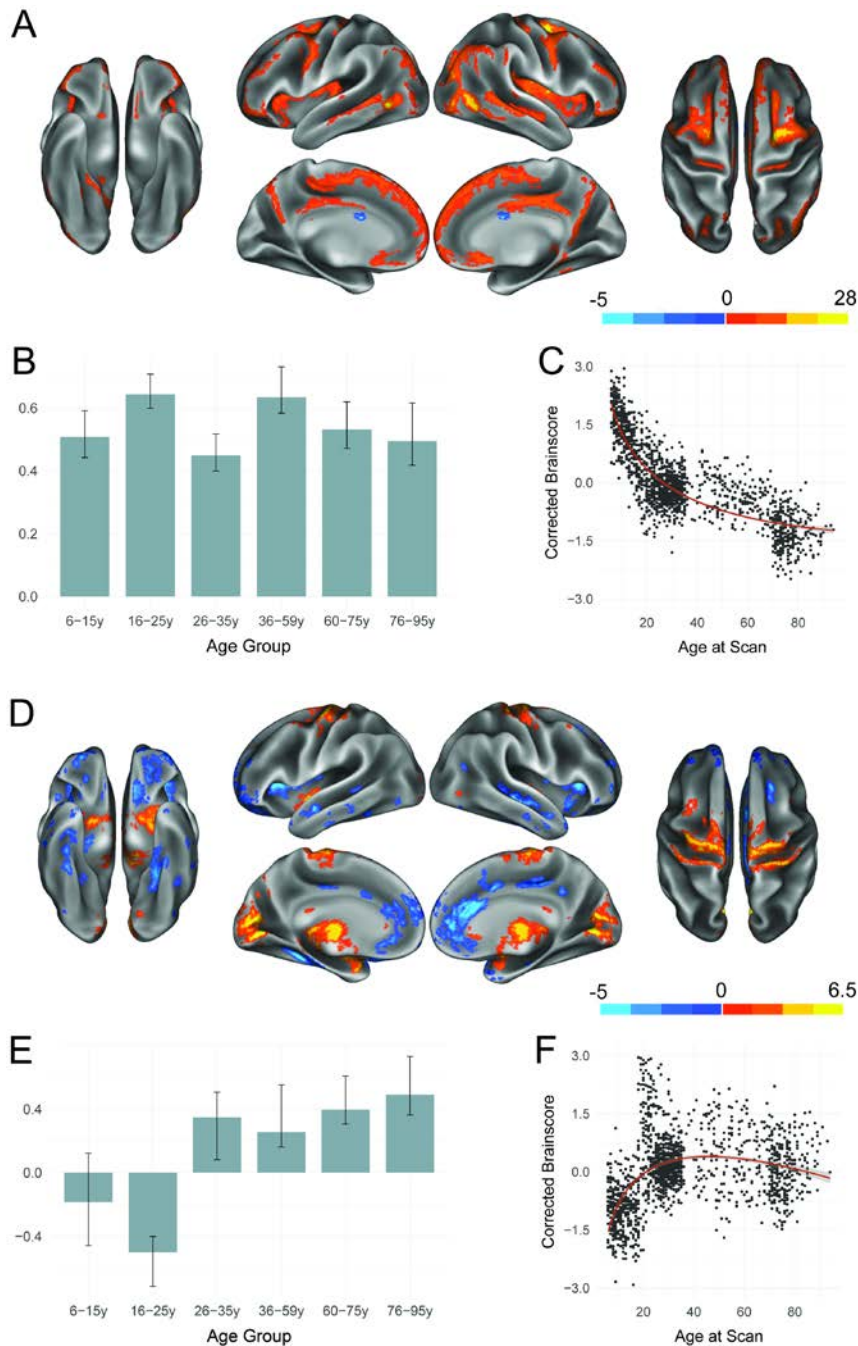 A
-5 0 28
B
0.6
0.4
0.0
6-15y 16-25y 26-35y 36-59y 60-75y 76-95y
Age Group
C
Corrected Brainscore
3.0
1.5
0.0
-1.5
-3.0
20 40 60 80
Age at Scan
D
-5 0 6.5
E
0.4
0.0
-0.4
6-15y 16-25y 26-35y 36-59y 60-75y 76-95y
Age Group
F
Corrected Brainscore
3.0
1.5
0.0
-1.5
-3.0
20 40 60 80
Age at Scan